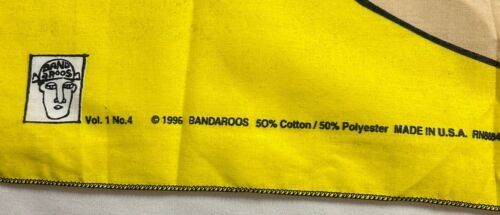 BAND
AROOS
Vol. 1 No.4 © 1996 BANDAROOS 50% Cotton / 50% Polyester MADE IN U.S.A.